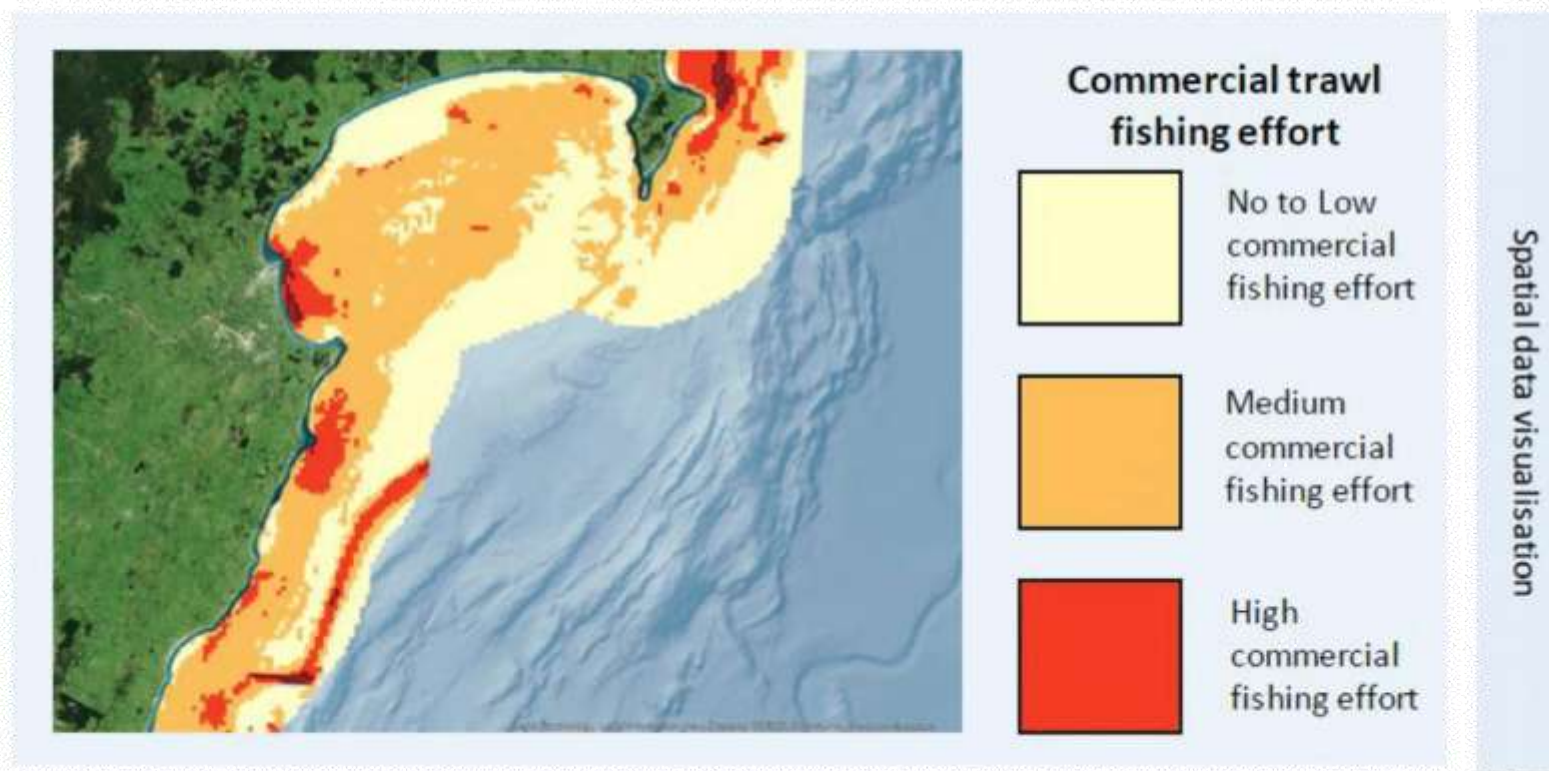 Commercial trawl
fishing effort
No to Low
commercial
fishing effort
Medium
commercial
fishing effort
High
commercial
fishing effort
Spatial data visualisation